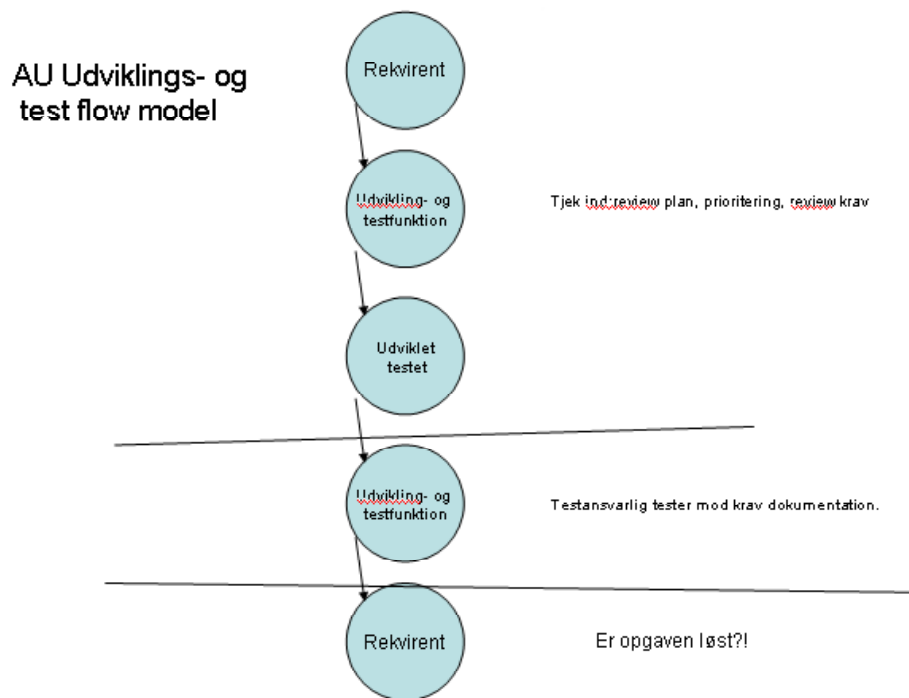 AU Udviklings- og
test flow model
Rekvirent
Udvikling- og
testfunktion
Tjek ind:review plan, prioritering, review krav
Udviklet
testet
Udvikling- og
testfunktion
Testansvarlig tester mod krav dokumentation.
Rekvirent
Er opgaven løst?!